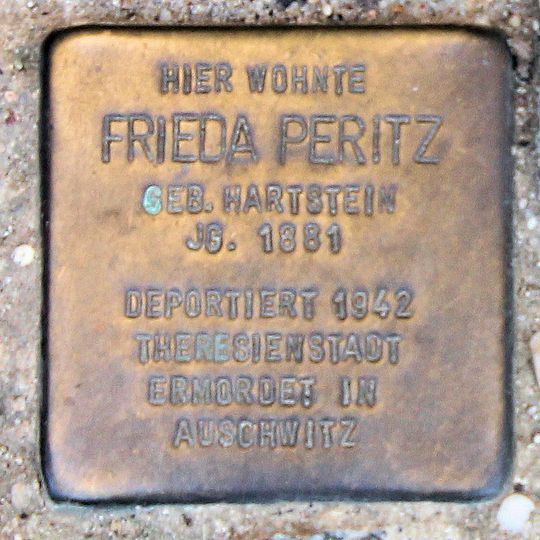 HIER WOHNTE
FRIEDA PERITZ
GEB. HARTSTEIN
JG. 1881
DEPORTIERT 1942
THERESIENSTADT
ERMORDET IN
AUSCHWITZ